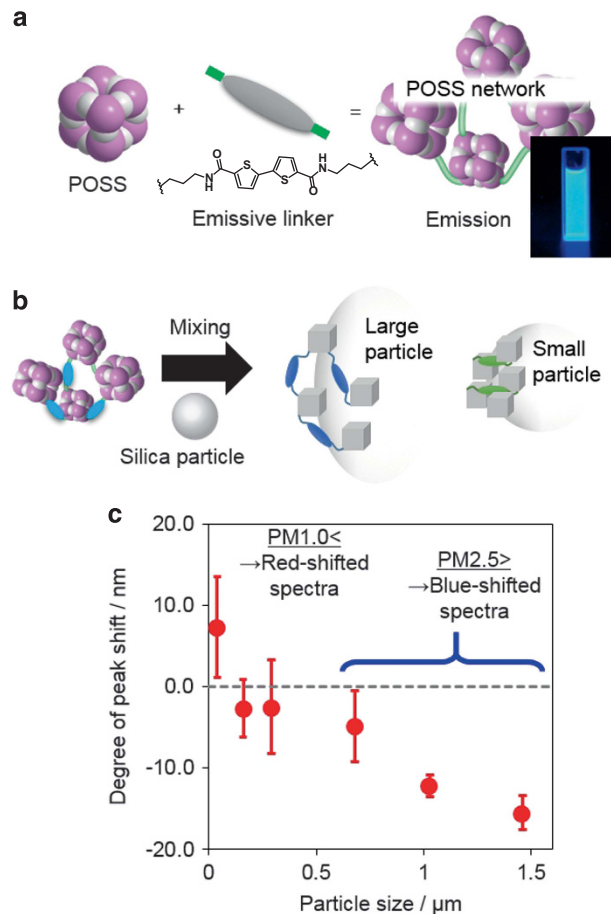 a
POSS
+
=
O
N
H
S
S
H
N
O
Emissive linker
POSS network
Emission
b
Mixing
Silica particle
Large
particle
Small
particle
c
Degree of peak shift / nm
20.0
10.0
0.0
-10.0
-20.0
PM1.0<
→Red-shifted
spectra
PM2.5>
→Blue-shifted
spectra
0
0.5
1
1.5
Particle size / μm